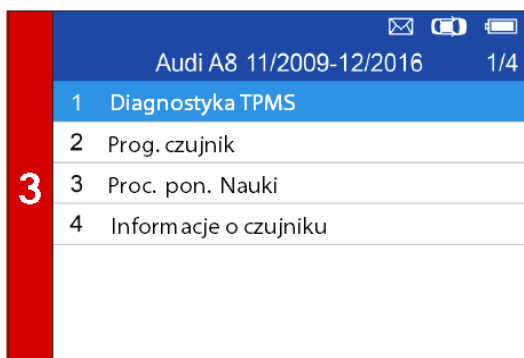 Audi A8 11/2009-12/2016 1/4
1 Diagnostyka TPMS
2 Prog. czujnik
3 Proc. pon. Nauki
4 Informacje o czujniku
3